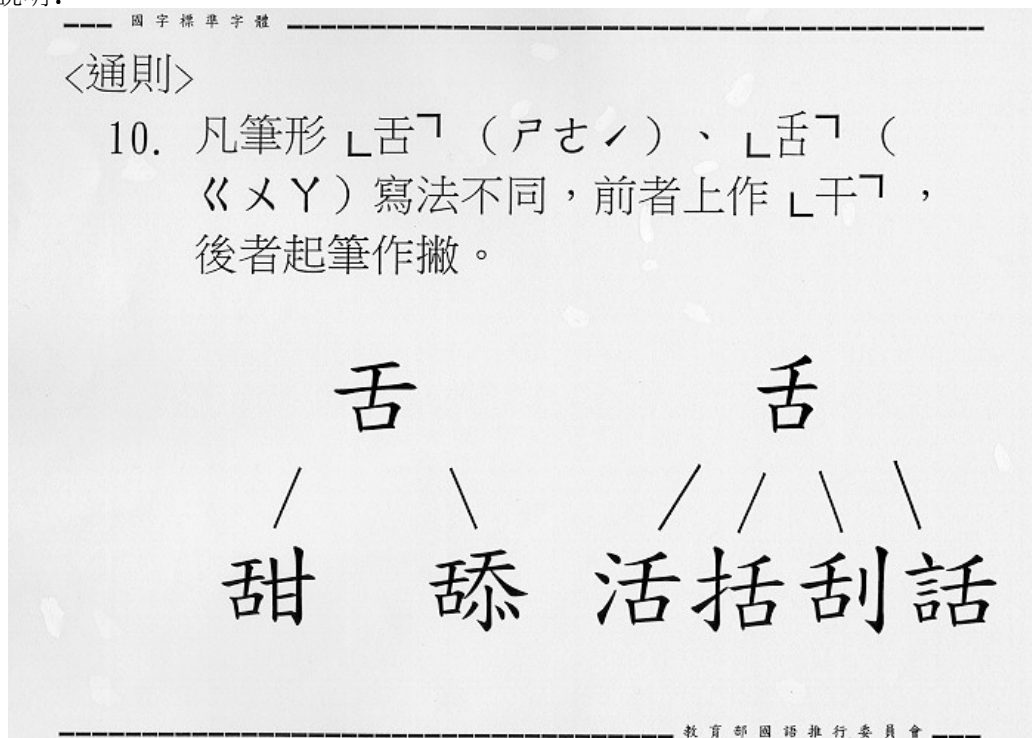 說明:
國字標準字體
<通則>
10. 凡筆形﹂舌﹁(ㄕㄜˊ)、﹂舌﹁(
ㄍㄨㄚ)寫法不同,前者上作﹂干﹁,
後者起筆作撇。
舌 舌
甜 舔 活括刮話
教育部國語推行委員會